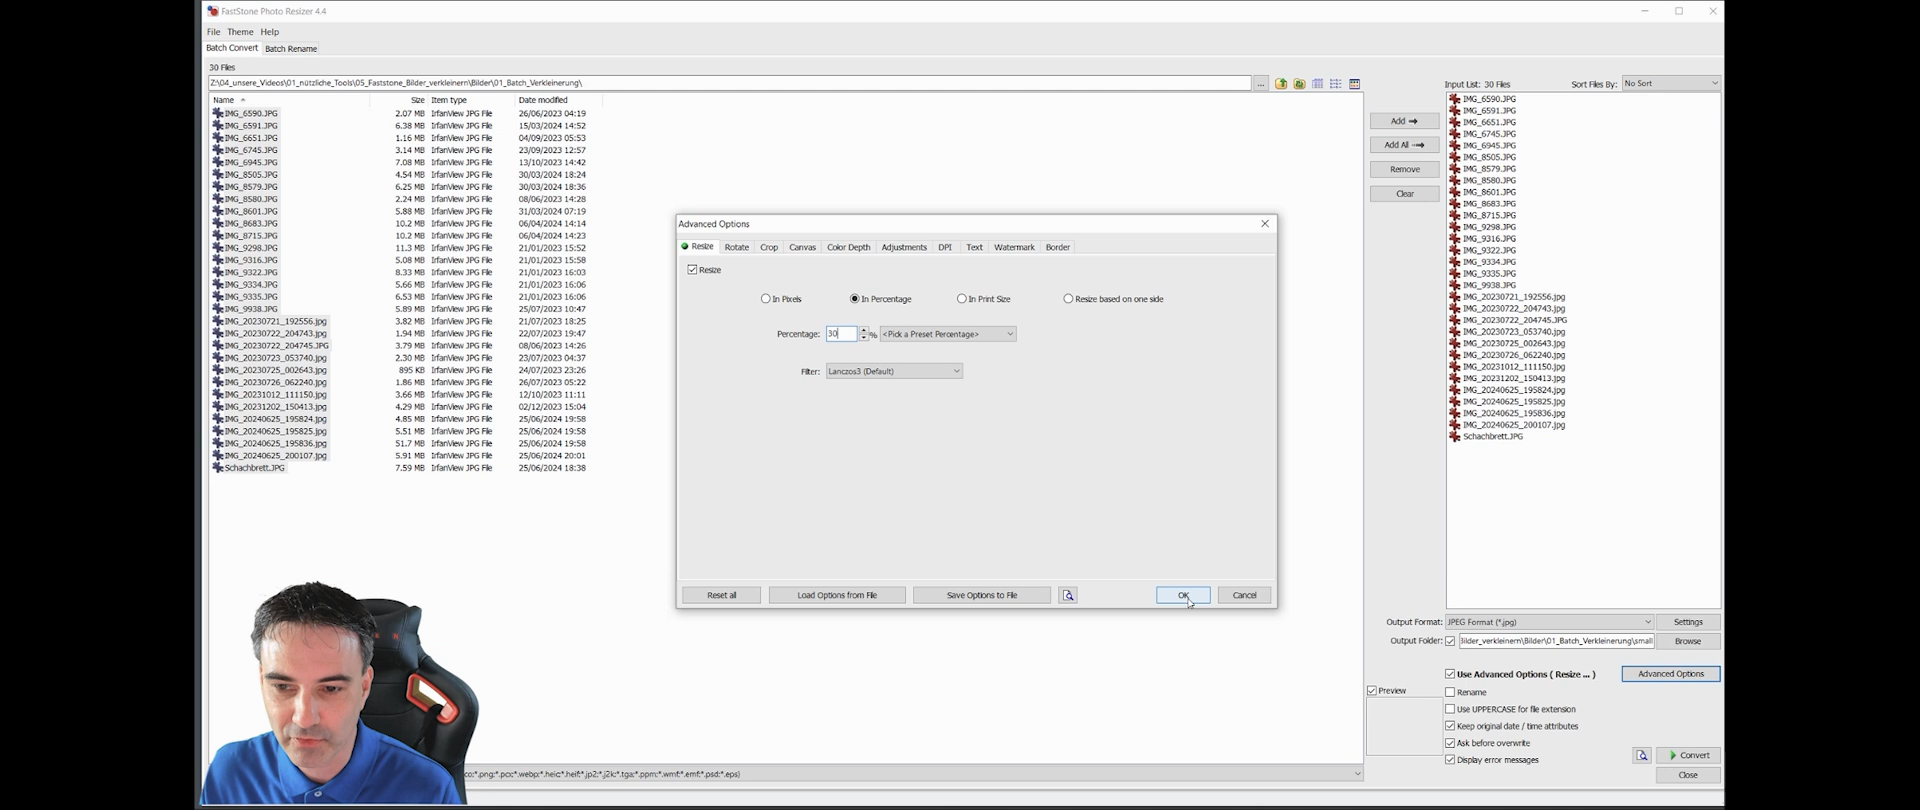 FastStone Photo Resizer 4.4
File Theme Help
Batch Convert Batch Rename
30 Files
Z:\04_unsere_Videos\01_nützliche_Tools\05_Faststone_Bilder_verkleinern\Bilder\01_Batch_Verkleinerung\ ...
Input List: 30 Files Sort Files By: No Sort
Name Size Item type Date modified
IMG_6590.JPG 2.07 MB IrfanView JPG File 26/06/2023 04:19
IMG_6591.JPG 6.38 MB IrfanView JPG File 15/03/2024 14:52
IMG_6651.JPG 1.16 MB IrfanView JPG File 04/09/2023 05:53
IMG_6745.JPG 3.14 MB IrfanView JPG File 23/09/2023 12:57
IMG_6945.JPG 7.08 MB IrfanView JPG File 13/10/2023 14:42
IMG_8505.JPG 4.54 MB IrfanView JPG File 30/03/2024 18:24
IMG_8579.JPG 6.25 MB IrfanView JPG File 30/03/2024 18:36
IMG_8580.JPG 2.24 MB IrfanView JPG File 08/06/2023 14:28
IMG_8601.JPG 5.88 MB IrfanView JPG File 31/03/2024 07:19
IMG_8683.JPG 10.2 MB IrfanView JPG File 06/04/2024 14:14
IMG_8715.JPG 10.2 MB IrfanView JPG File 06/04/2024 14:23
IMG_9298.JPG 11.3 MB IrfanView JPG File 21/01/2023 15:52
IMG_9316.JPG 5.08 MB IrfanView JPG File 21/01/2023 15:58
IMG_9322.JPG 8.33 MB IrfanView JPG File 21/01/2023 16:03
IMG_9334.JPG 5.66 MB IrfanView JPG File 21/01/2023 16:06
IMG_9335.JPG 6.53 MB IrfanView JPG File 21/01/2023 16:06
IMG_9938.JPG 5.89 MB IrfanView JPG File 25/07/2023 10:47
IMG_20230721_192556.jpg 3.82 MB IrfanView JPG File 21/07/2023 18:25
IMG_20230722_204743.jpg 1.94 MB IrfanView JPG File 22/07/2023 19:47
IMG_20230722_204745.JPG 3.79 MB IrfanView JPG File 08/06/2023 14:26
IMG_20230723_053740.jpg 2.30 MB IrfanView JPG File 23/07/2023 04:37
IMG_20230725_002643.jpg 895 KB IrfanView JPG File 24/07/2023 23:26
IMG_20230726_062240.jpg 1.86 MB IrfanView JPG File 26/07/2023 05:22
IMG_20231012_111150.jpg 3.66 MB IrfanView JPG File 12/10/2023 11:11
IMG_20231202_150413.jpg 4.29 MB IrfanView JPG File 02/12/2023 15:04
IMG_20240625_195824.jpg 4.85 MB IrfanView JPG File 25/06/2024 19:58
IMG_20240625_195825.jpg 5.51 MB IrfanView JPG File 25/06/2024 19:58
IMG_20240625_195836.jpg 51.7 MB IrfanView JPG File 25/06/2024 19:58
IMG_20240625_200107.jpg 5.91 MB IrfanView JPG File 25/06/2024 20:01
Schachbrett.JPG 7.59 MB IrfanView JPG File 25/06/2024 18:38
Advanced Options
Resize Rotate Crop Canvas Color Depth Adjustments DPI Text Watermark Border
Resize
In Pixels In Percentage In Print Size Resize based on one side
Percentage: 30 % <Pick a Preset Percentage>
Filter: Lanczos3 (Default)
Reset all Load Options from File Save Options to File OK Cancel
Add
Add All
Remove
Clear
IMG_6590.JPG
IMG_6591.JPG
IMG_6651.JPG
IMG_6745.JPG
IMG_6945.JPG
IMG_8505.JPG
IMG_8579.JPG
IMG_8580.JPG
IMG_8601.JPG
IMG_8683.JPG
IMG_8715.JPG
IMG_9298.JPG
IMG_9316.JPG
IMG_9322.JPG
IMG_9334.JPG
IMG_9335.JPG
IMG_9938.JPG
IMG_20230721_192556.jpg
IMG_20230722_204743.jpg
IMG_20230722_204745.JPG
IMG_20230723_053740.jpg
IMG_20230725_002643.jpg
IMG_20230726_062240.jpg
IMG_20231012_111150.jpg
IMG_20231202_150413.jpg
IMG_20240625_195824.jpg
IMG_20240625_195825.jpg
IMG_20240625_195836.jpg
IMG_20240625_200107.jpg
Schachbrett.JPG
Output Format: JPEG Format (*.jpg) Settings
Output Folder: Bilder_verkleinern\Bilder\01_Batch_Verkleinerung\small Browse
Use Advanced Options ( Resize ... ) Advanced Options
Preview Rename
Use UPPERCASE for file extension
Keep original date / time attributes
Ask before overwrite
Display error messages
Convert
Close
co;*.png;*.pcx;*.webp;*.heic;*.heif;*.jp2;*.j2k;*.tga;*.ppm;*.wmf;*.emf;*.psd;*.eps)